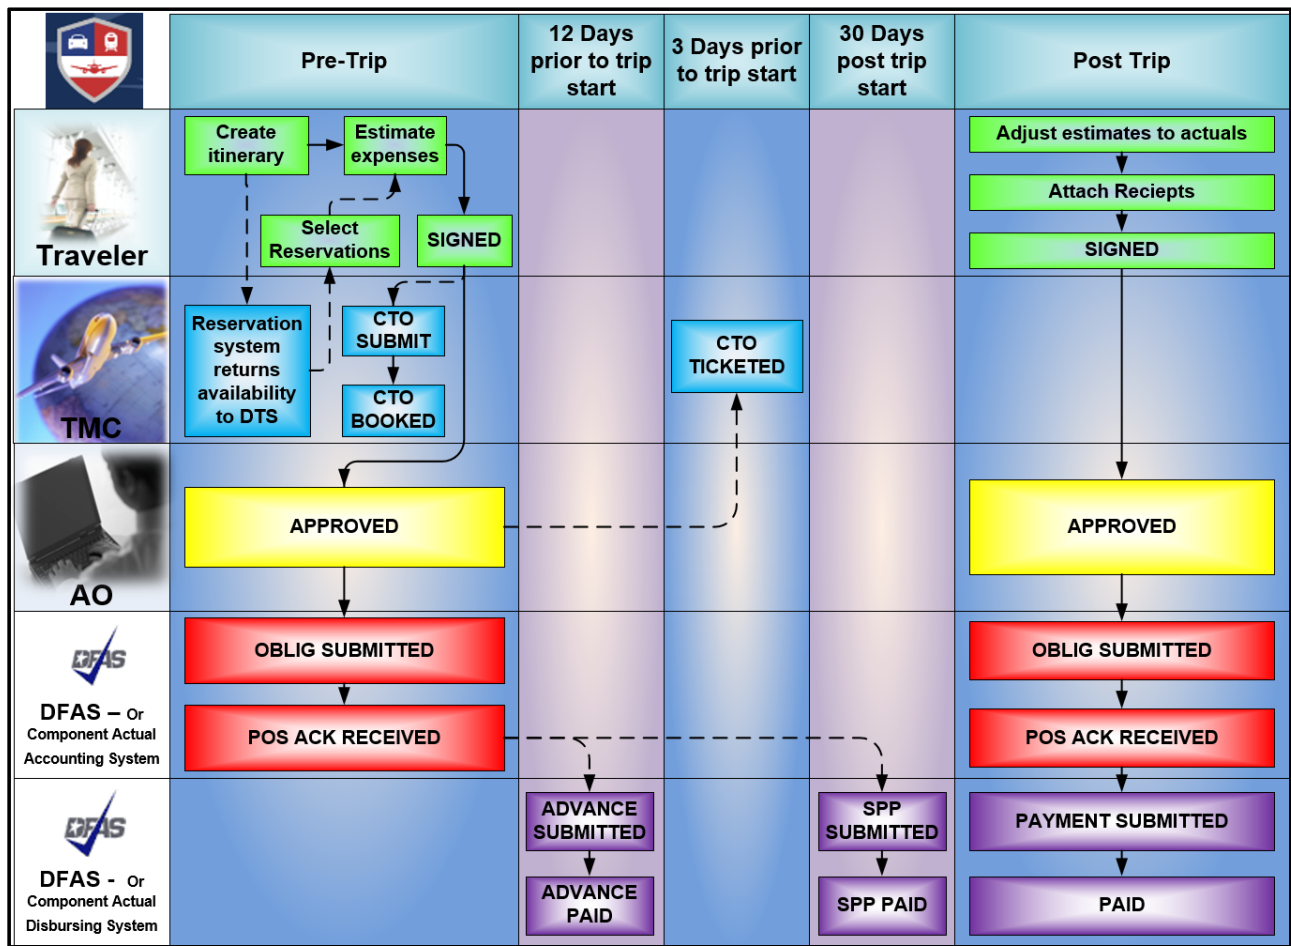 Pre-Trip
12 Days
prior to trip
start
3 Days prior
to trip start
30 Days
post trip
start
Post Trip
Traveler
Create
itinerary
Estimate
expenses
Select
Reservations
SIGNED
Adjust estimates to actuals
Attach Reciepts
SIGNED
TMC
Reservation
system
returns
availability
to DTS
CTO
SUBMIT
CTO
BOOKED
CTO
TICKETED
AO
APPROVED
APPROVED
DFAS
DFAS – Or
Component Actual
Accounting System
OBLIG SUBMITTED
POS ACK RECEIVED
OBLIG SUBMITTED
POS ACK RECEIVED
DFAS
DFAS - Or
Component Actual
Disbursing System
ADVANCE
SUBMITTED
ADVANCE
PAID
SPP
SUBMITTED
SPP PAID
PAYMENT SUBMITTED
PAID